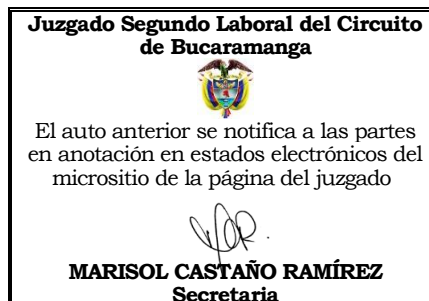 Juzgado Segundo Laboral del Circuito
de Bucaramanga
El auto anterior se notifica a las partes
en anotación en estados electrónicos del
micrositio de la página del juzgado
MARISOL CASTAÑO RAMÍREZ
Secretaria